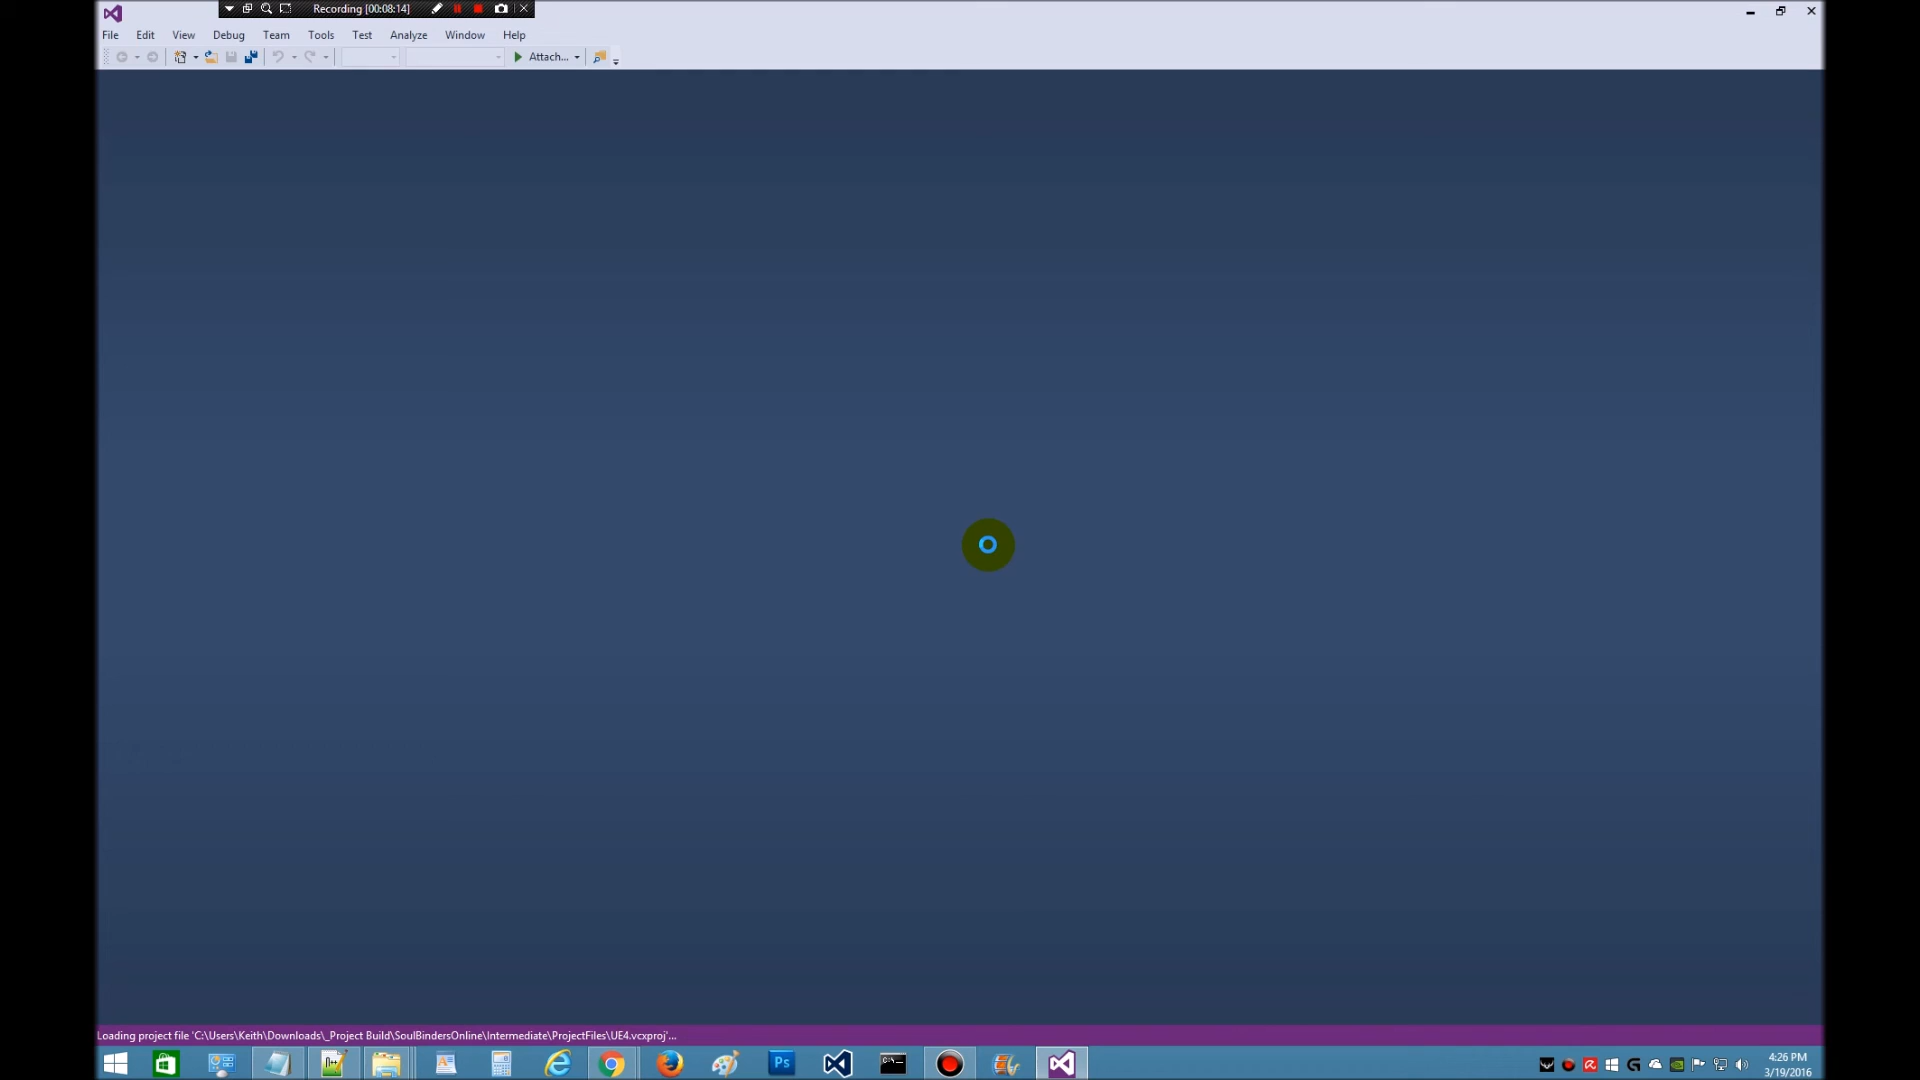 Recording [00:08:14]
File Edit View Debug Team Tools Test Analyze Window Help
Attach...
Loading project file 'C:\Users\Keith\Downloads\_Project Build\SoulBindersOnline\Intermediate\ProjectFiles\UE4.vcxproj'...
Ps
4:26 PM
3/19/2016